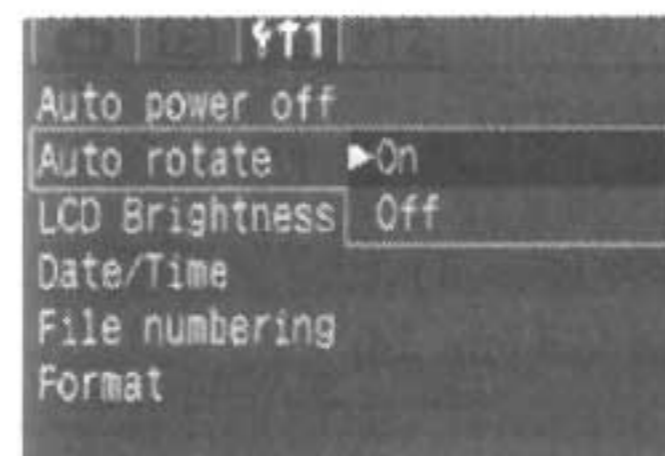 Auto power off
Auto rotate ▶On
LCD Brightness Off
Date/Time
File numbering
Format